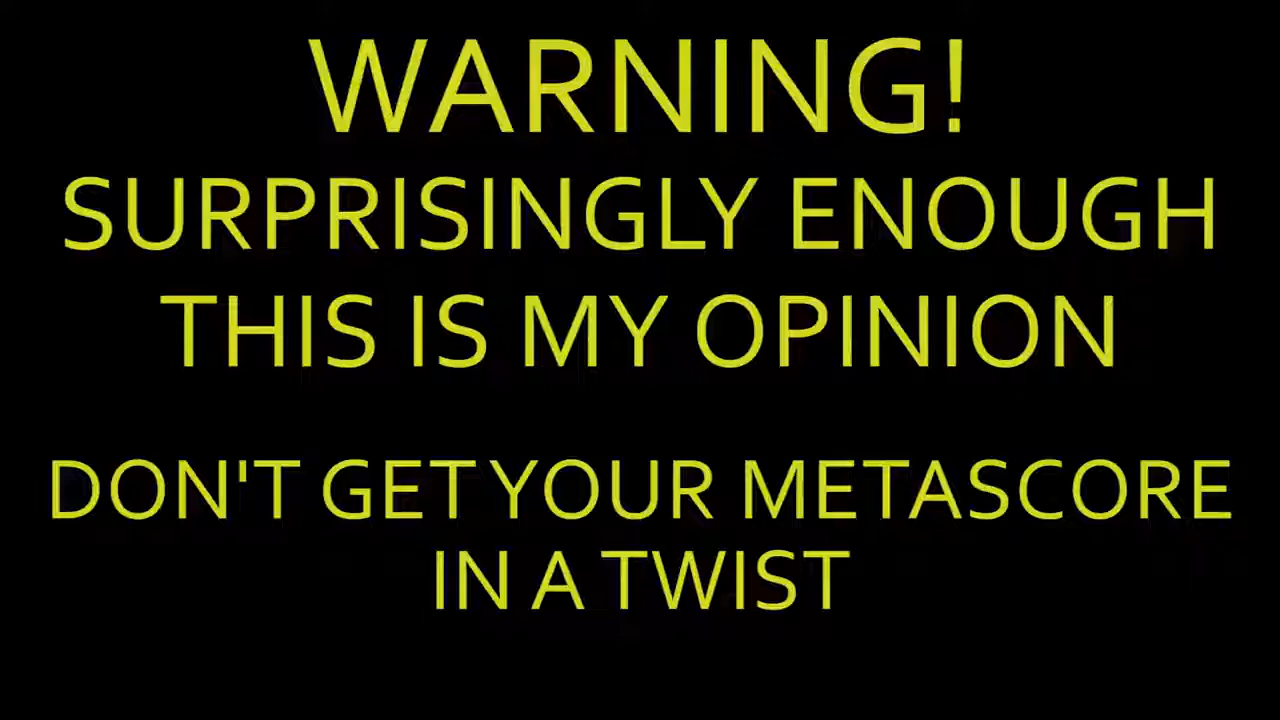 WARNING!
SURPRISINGLY ENOUGH
THIS IS MY OPINION
DON'T GET YOUR METASCORE
IN A TWIST